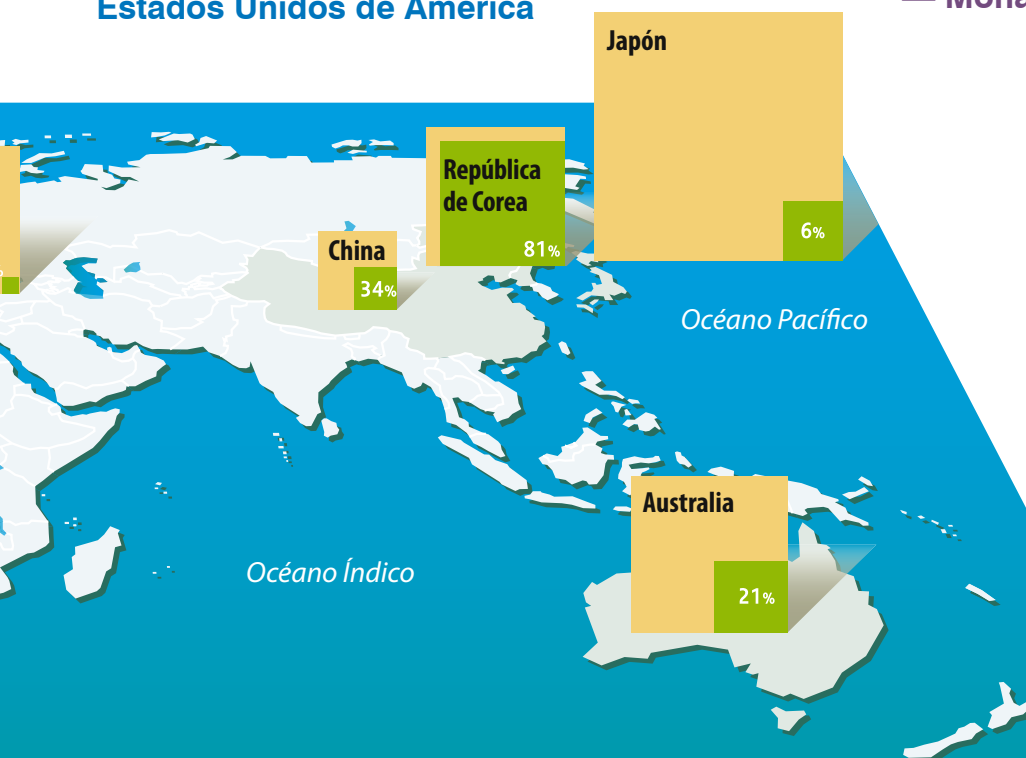 Estados Unidos de América
Japón
República
de Corea
81%
China
34%
6%
Océano Pacífico
Australia
21%
Océano Índico